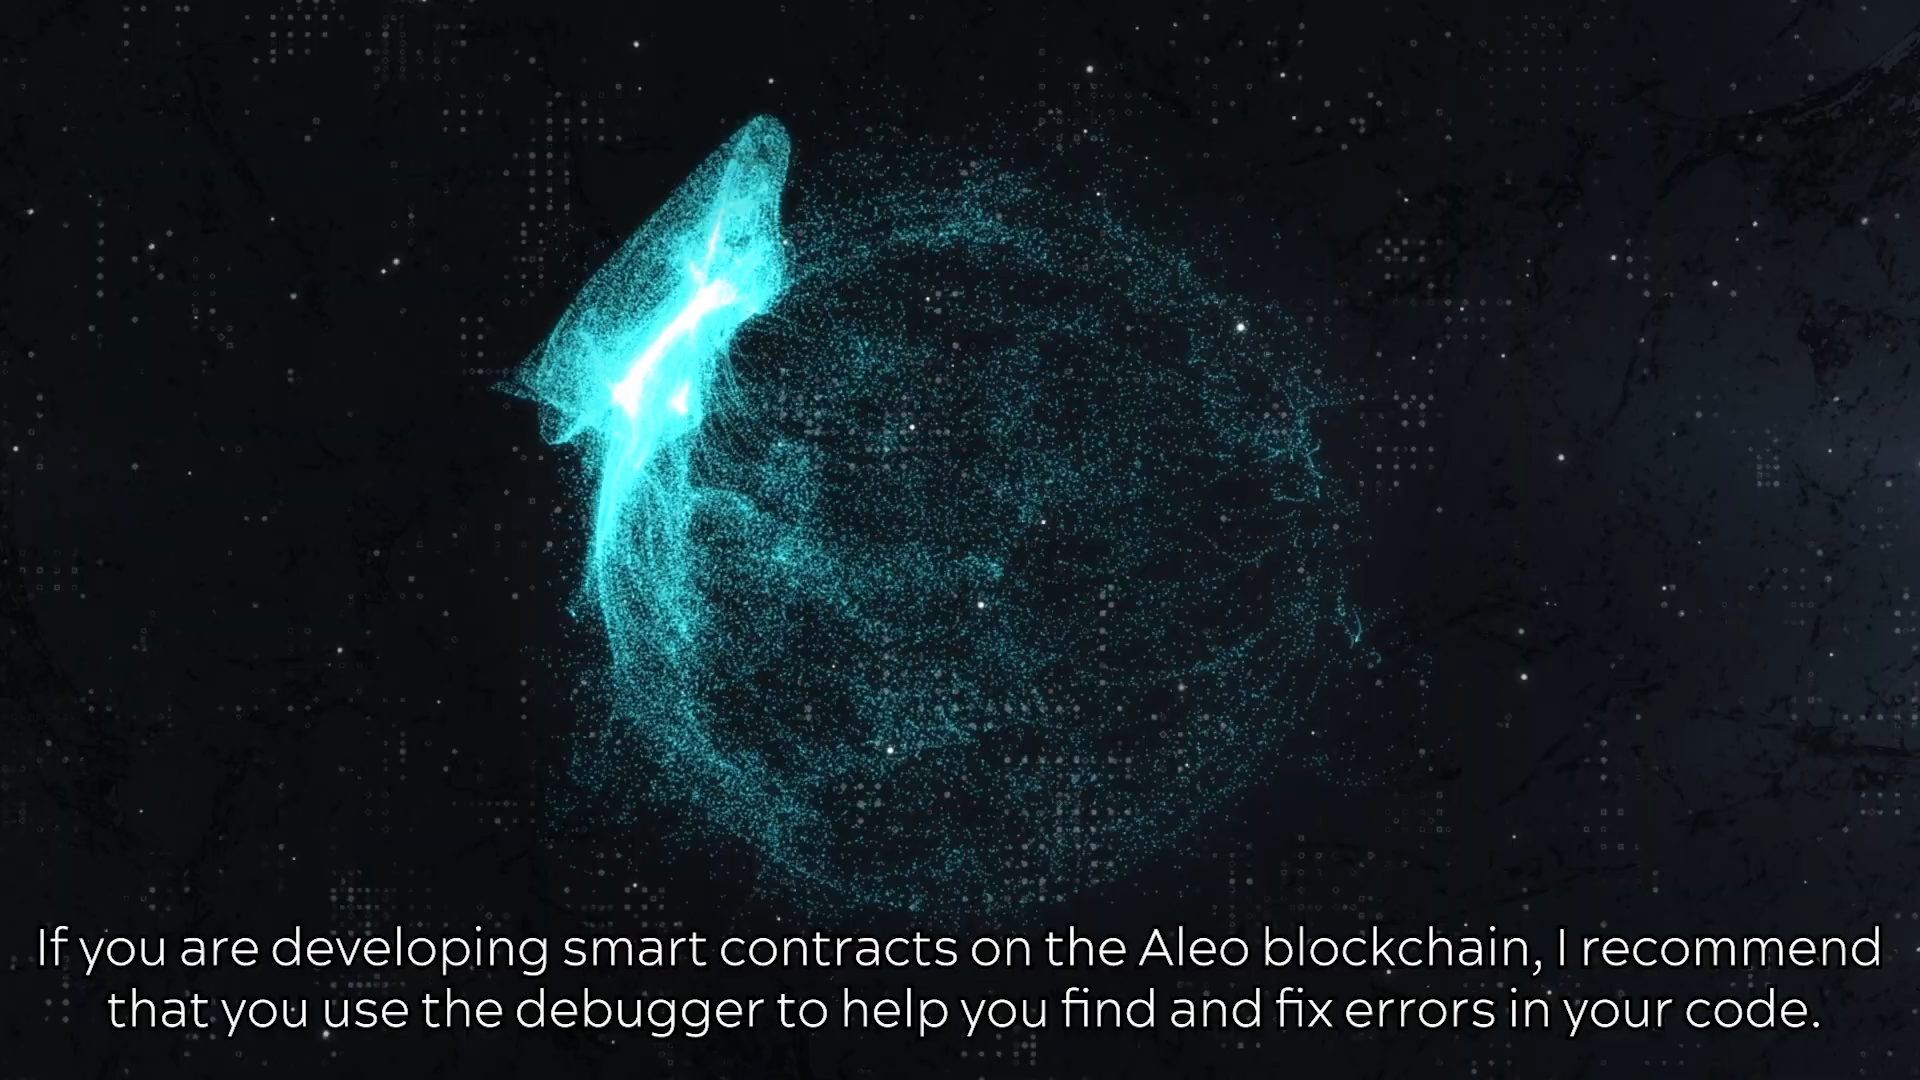 If you are developing smart contracts on the Aleo blockchain, I recommend
that you use the debugger to help you find and fix errors in your code.